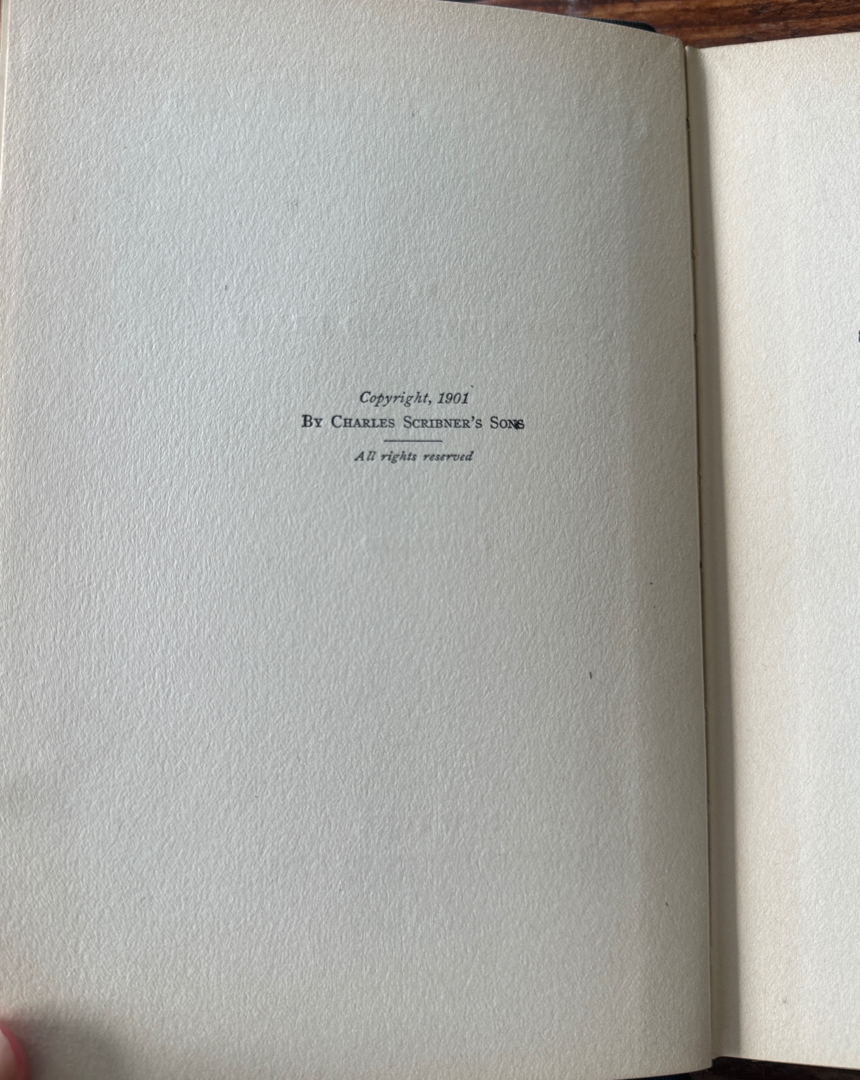 Copyright, 1901
By Charles Scribner's Sons
All rights reserved